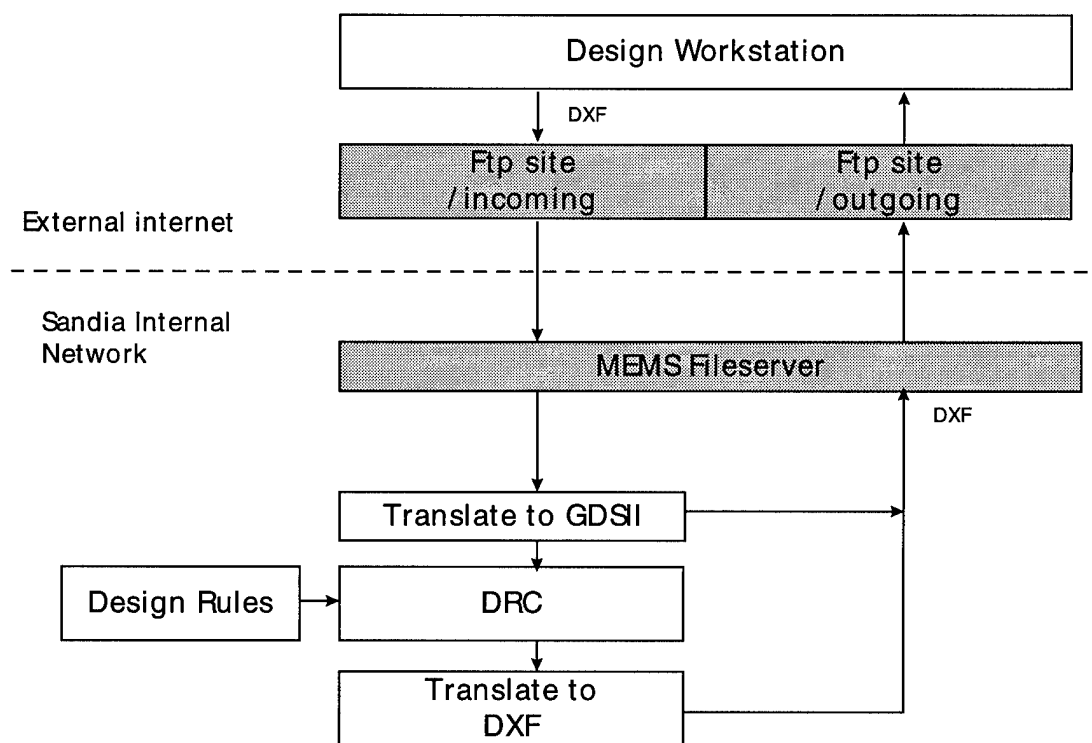 Design Workstation
DXF
Ftp site
/ incoming
Ftp site
/ outgoing
External internet
Sandia Internal
Network
MEMS Fileserver
DXF
Translate to GDSII
Design Rules
DRC
Translate to
DXF